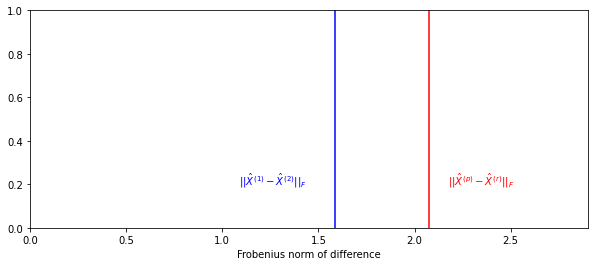 1.0
0.8
0.6
0.4
0.2
0.0
||X̂⁽¹⁾ − X̂⁽²⁾||_F
||X̂⁽ᵖ⁾ − X̂⁽ʳ⁾||_F
0.0 0.5 1.0 1.5 2.0 2.5
Frobenius norm of difference